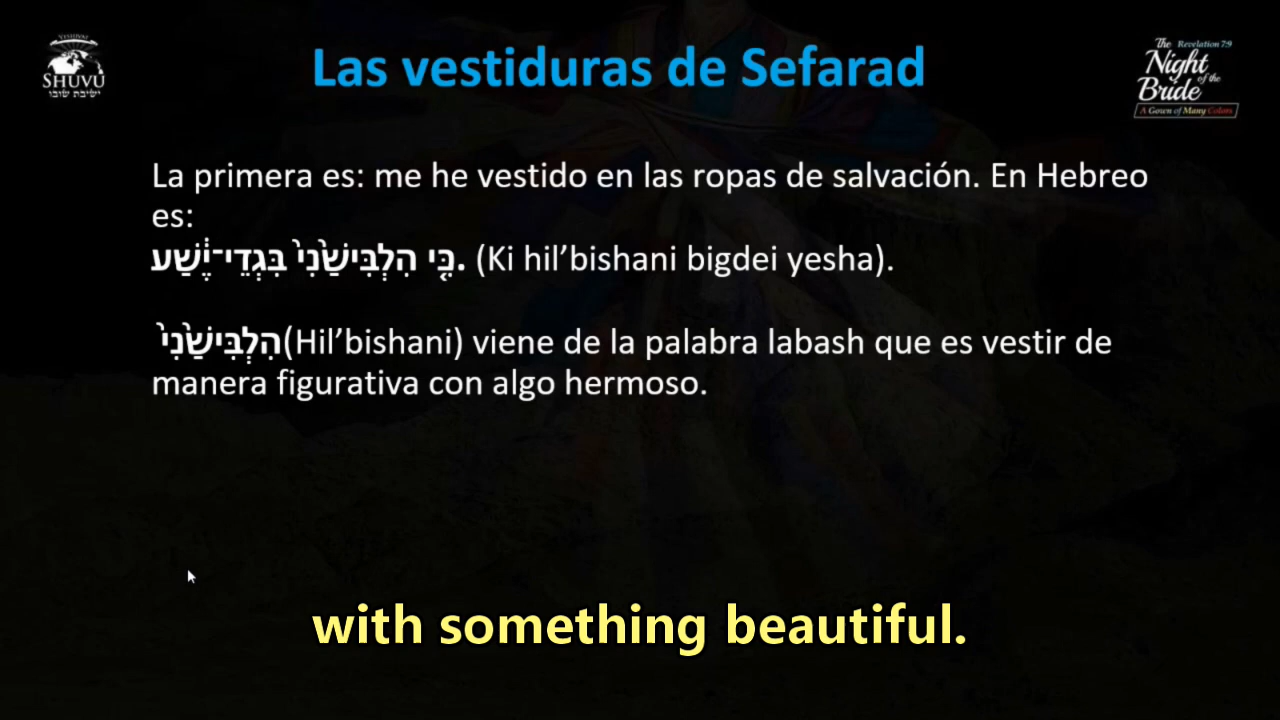 YESHIVAT
SHUVU
ישיבת שובו
Las vestiduras de Sefarad
The Revelation 7:9
Night
of the
Bride
A Gown of Many Colors
La primera es: me he vestido en las ropas de salvación. En Hebreo
es:
כִּ֤י הִלְבִּישַׁ֙נִי֙ בִּגְדֵי־יֶ֔שַׁע. (Ki hil’bishani bigdei yesha).
הִלְבִּישַׁ֙נִי֙(Hil’bishani) viene de la palabra labash que es vestir de
manera figurativa con algo hermoso.
with something beautiful.